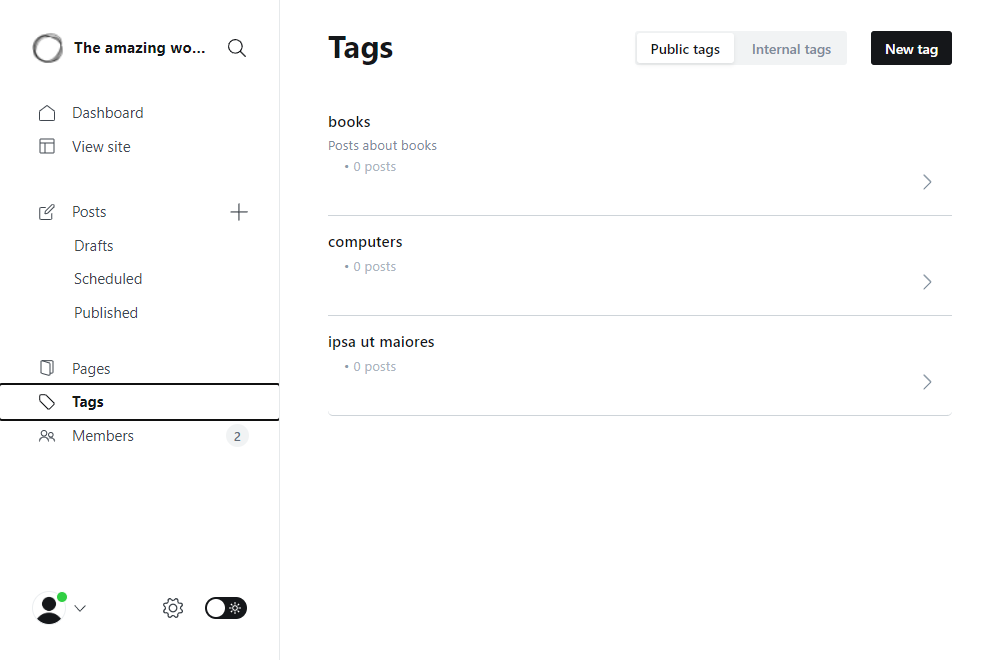 The amazing wo...
Dashboard
View site
Posts
Drafts
Scheduled
Published
Pages
Tags
Members
2
Tags
Public tags
Internal tags
New tag
books
Posts about books
• 0 posts
computers
• 0 posts
ipsa ut maiores
• 0 posts